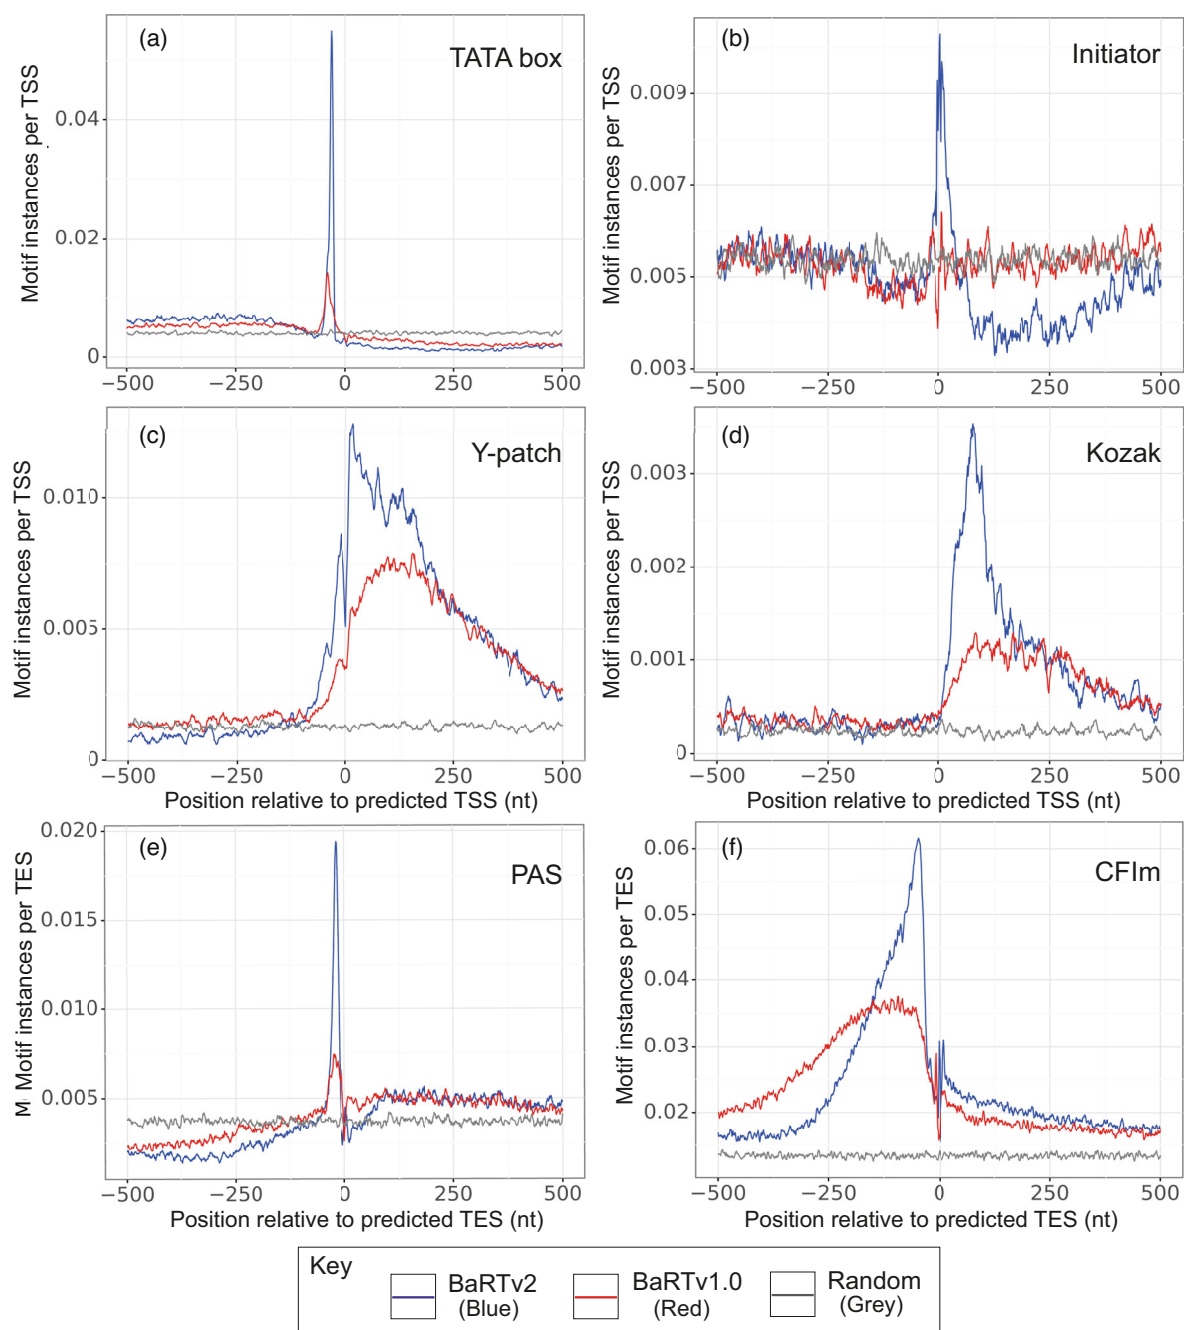 (a)
TATA box
Motif instances per TSS
0.04
0.02
0
−500
−250
0
250
500
(b)
Initiator
Motif instances per TSS
0.009
0.007
0.005
0.003
−500
−250
0
250
500
(c)
Y-patch
Motif instances per TSS
0.010
0.005
0
−500
−250
0
250
500
Position relative to predicted TSS (nt)
(d)
Kozak
Motif instances per TSS
0.003
0.002
0.001
0
−500
−250
0
250
500
Position relative to predicted TSS (nt)
(e)
PAS
M Motif instances per TES
0.020
0.015
0.010
0.005
−500
−250
0
250
500
Position relative to predicted TES (nt)
(f)
CFIm
Motif instances per TES
0.06
0.05
0.04
0.03
0.02
−500
−250
0
250
500
Position relative to predicted TES (nt)
Key
BaRTv2
(Blue)
BaRTv1.0
(Red)
Random
(Grey)